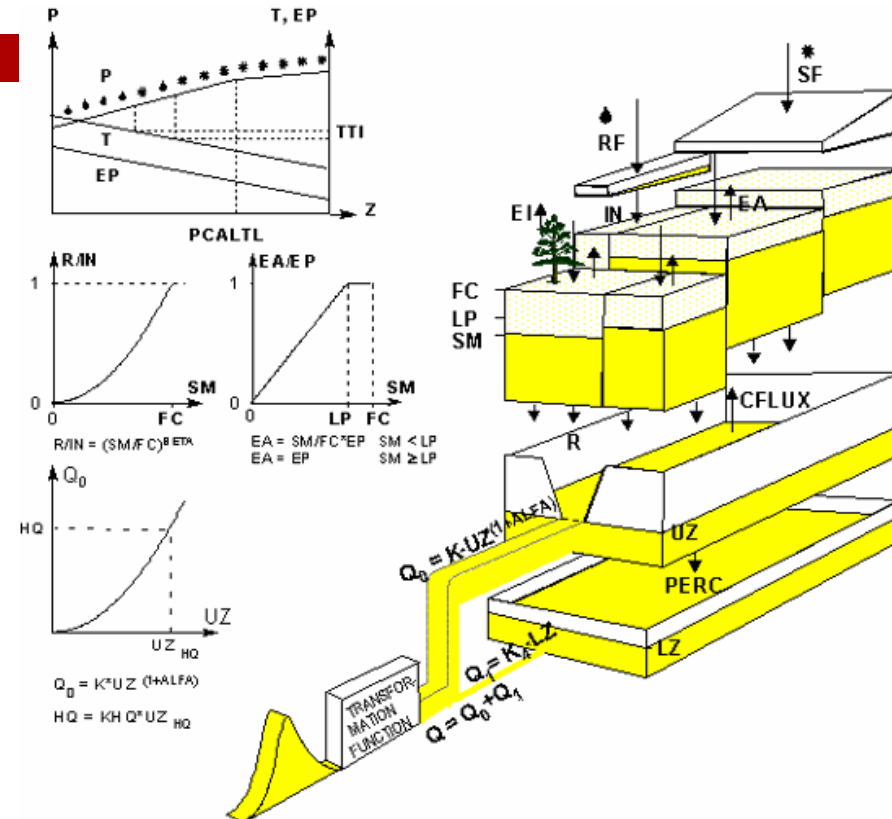 P
T, EP
P
T
TTI
EP
Z
PCALTL
R/IN
1
0
0
SM
FC
R/IN = (SM/FC)^BETA
EA/EP
1
0
0
SM
LP FC
EA = SM/FC*EP SM < LP
EA = EP SM ≥ LP
Q₀
HQ
UZ
UZ HQ
Q₀ = K*UZ (1+ALFA)
HQ = KHQ*UZ HQ
SF
RF
EI
IN
EA
FC
LP
SM
CFLUX
R
UZ
Q₀ = K·UZ(1+ALFA)
PERC
LZ
Q₁ = K₄·LZ
Q = Q₀+Q₁
TRANSFOR-
MATION
FUNCTION